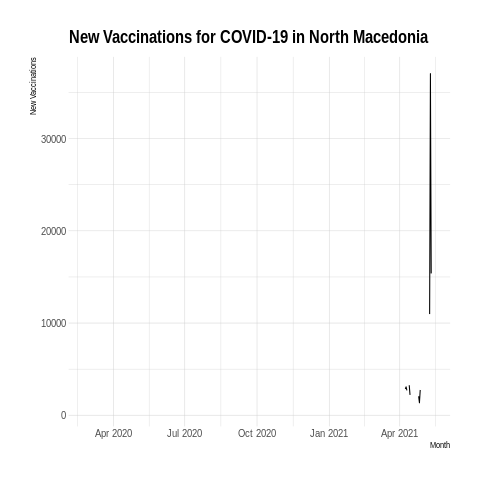 New Vaccinations for COVID-19 in North Macedonia
New Vaccinations
30000
20000
10000
0
Apr 2020 Jul 2020 Oct 2020 Jan 2021 Apr 2021
Month